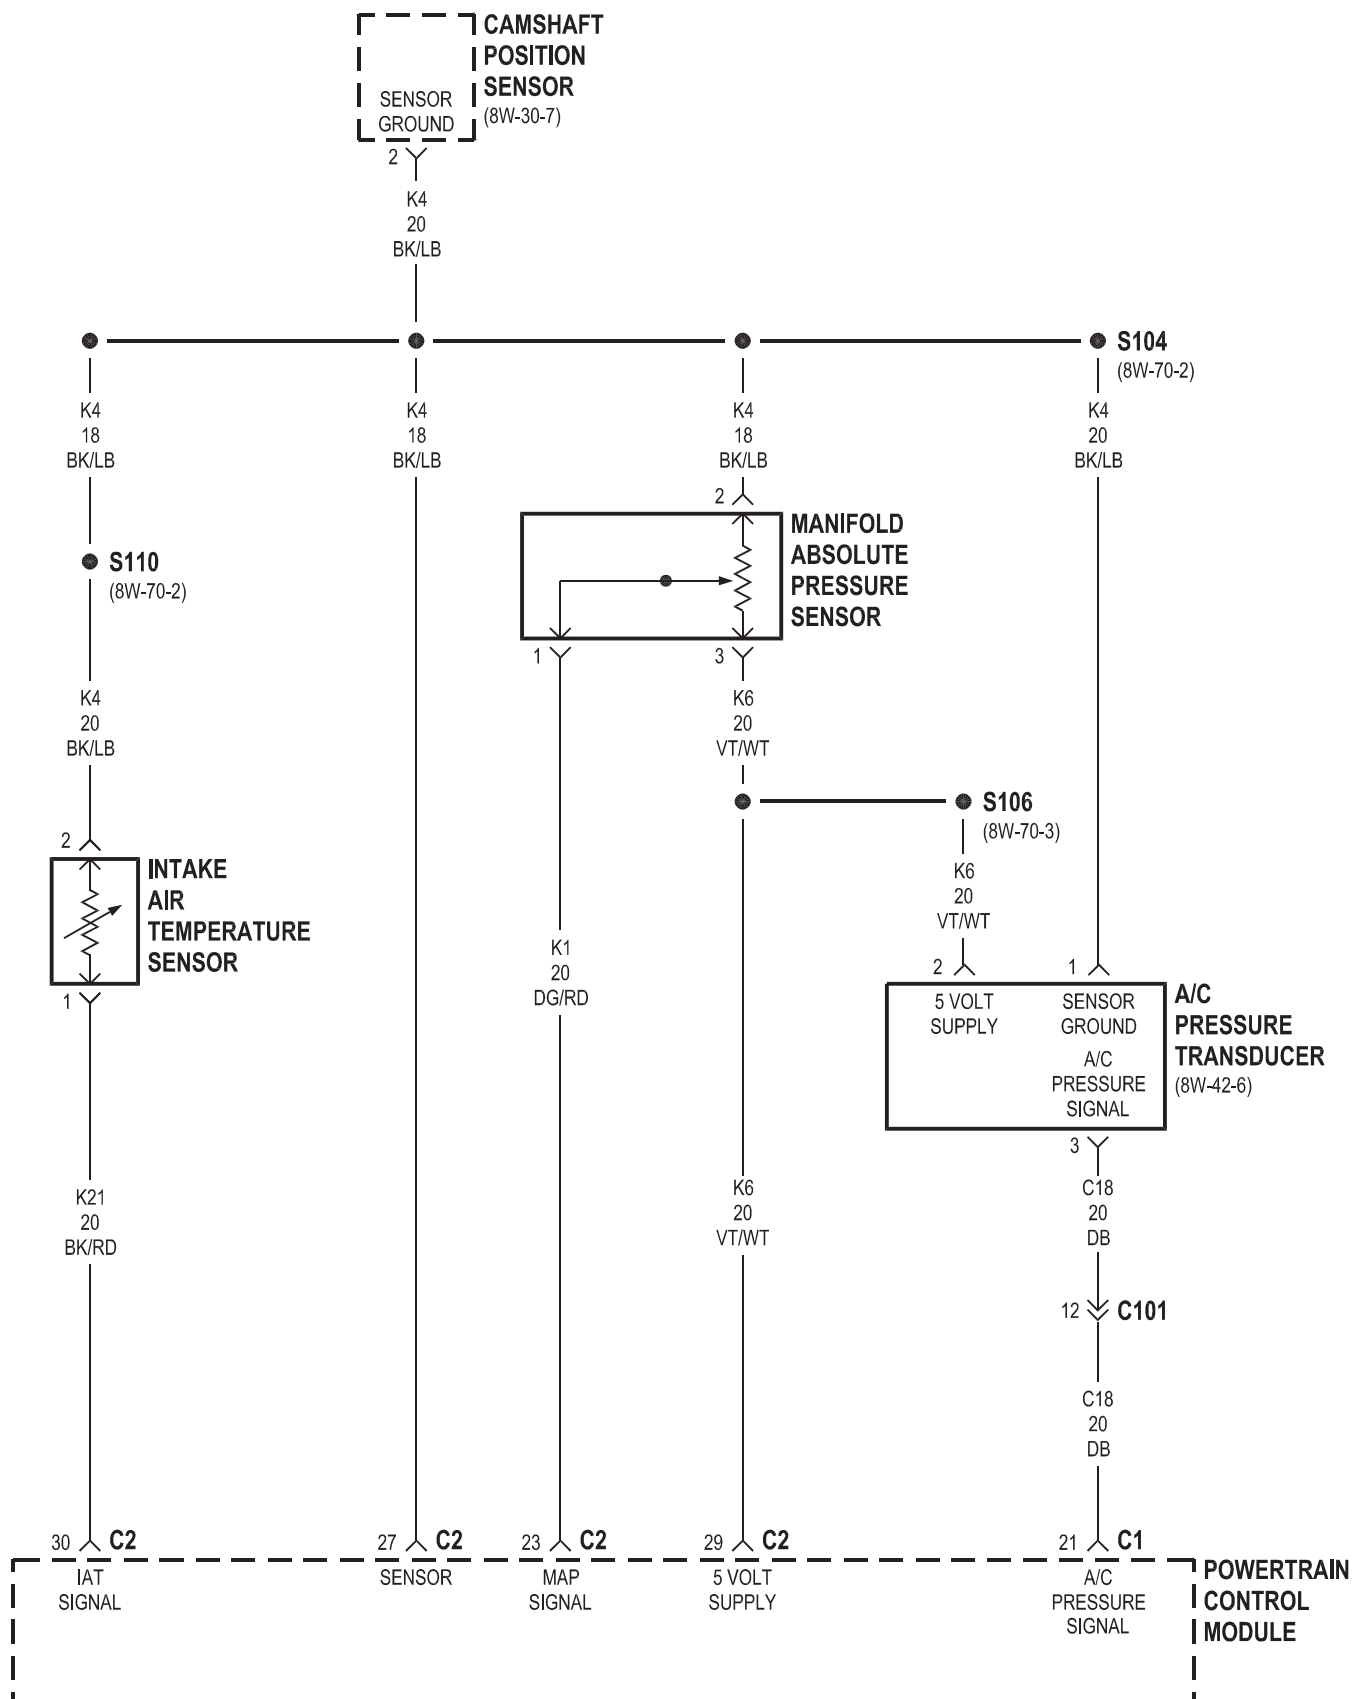 CAMSHAFT
POSITION
SENSOR
(8W-30-7)
SENSOR
GROUND
2
K4
20
BK/LB
S104
(8W-70-2)
K4
18
BK/LB
K4
18
BK/LB
K4
18
BK/LB
K4
20
BK/LB
S110
(8W-70-2)
2
MANIFOLD
ABSOLUTE
PRESSURE
SENSOR
1
3
K4
20
BK/LB
K6
20
VT/WT
S106
(8W-70-3)
2
INTAKE
AIR
TEMPERATURE
SENSOR
1
K6
20
VT/WT
K1
20
DG/RD
2
1
5 VOLT
SUPPLY
SENSOR
GROUND
A/C
PRESSURE
SIGNAL
A/C
PRESSURE
TRANSDUCER
(8W-42-6)
3
K21
20
BK/RD
K6
20
VT/WT
C18
20
DB
12 C101
C18
20
DB
30 C2
27 C2
23 C2
29 C2
21 C1
IAT
SIGNAL
SENSOR
MAP
SIGNAL
5 VOLT
SUPPLY
A/C
PRESSURE
SIGNAL
POWERTRAIN
CONTROL
MODULE